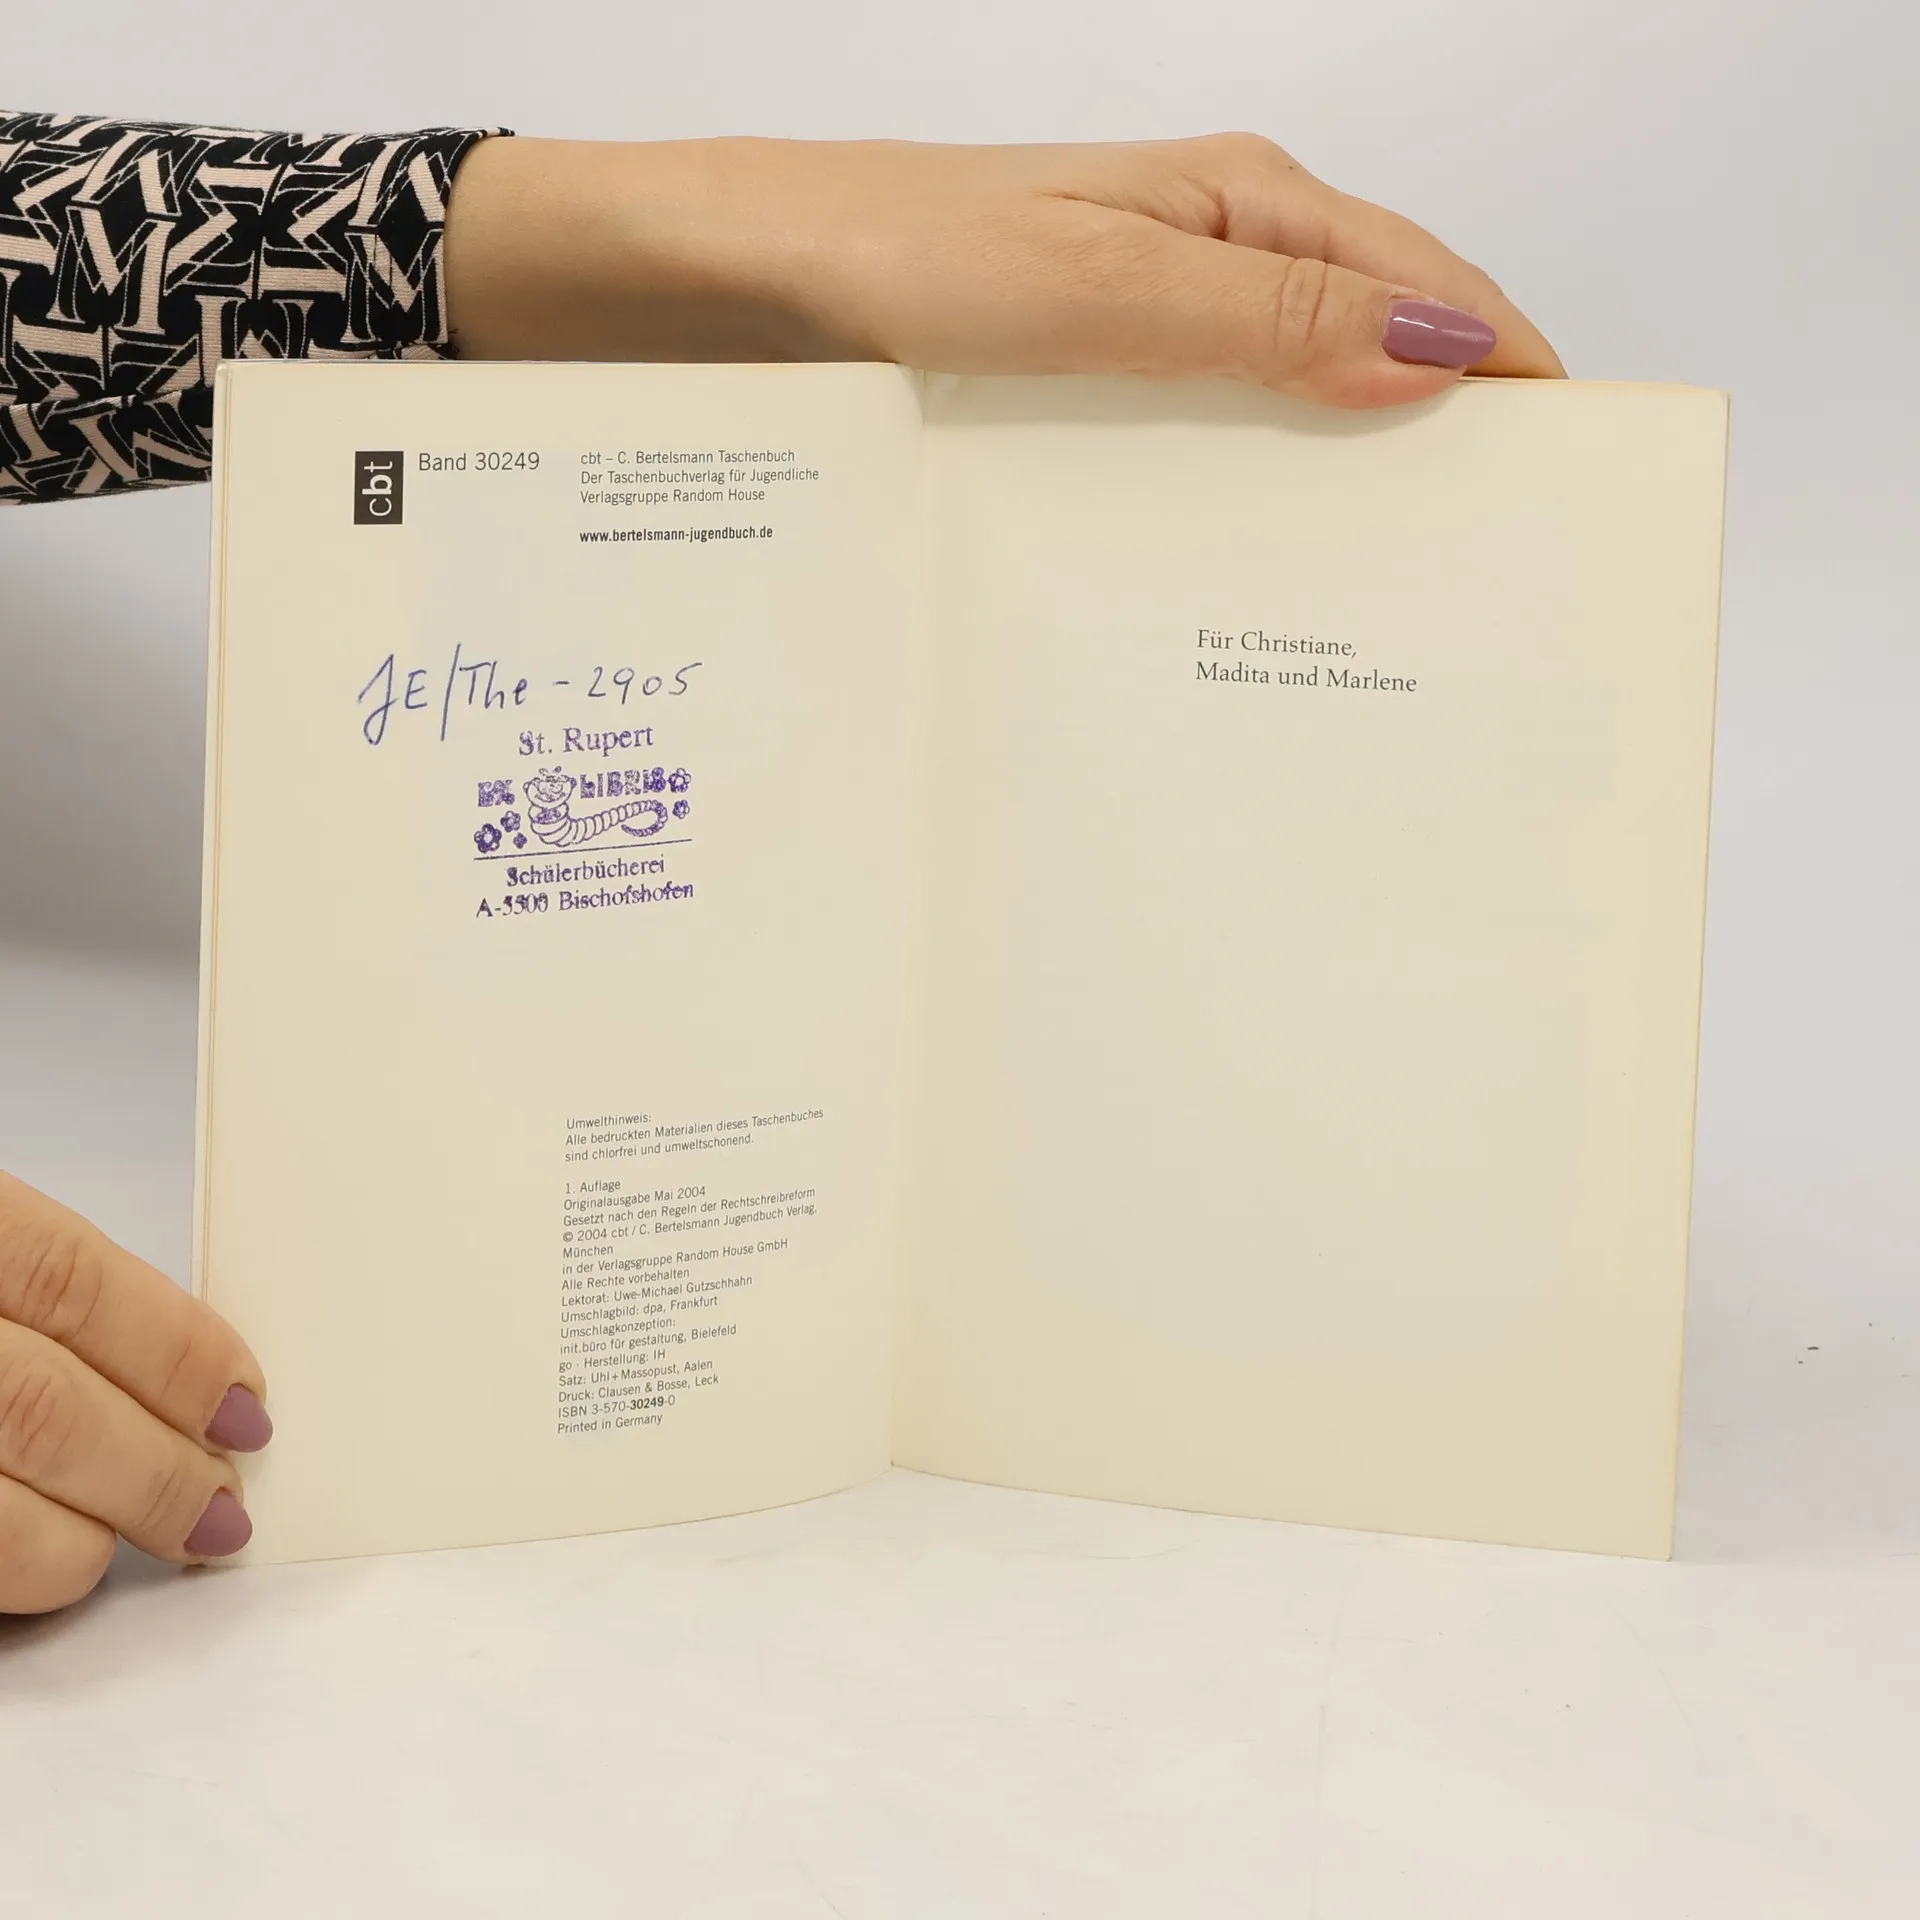 cbt
Band 30249
cbt – C. Bertelsmann Taschenbuch
Der Taschenbuchverlag für Jugendliche
Verlagsgruppe Random House
www.bertelsmann-jugendbuch.de
JE/The - 2905
St. Rupert
EX LIBRIS
Schülerbücherei
A-5500 Bischofshofen
Umwelthinweis:
Alle bedruckten Materialien dieses Taschenbuches
sind chlorfrei und umweltschonend.
1. Auflage
Originalausgabe Mai 2004
Gesetzt nach den Regeln der Rechtschreibreform
© 2004 cbt / C. Bertelsmann Jugendbuch Verlag,
München
in der Verlagsgruppe Random House GmbH
Alle Rechte vorbehalten
Lektorat: Uwe-Michael Gutzschhahn
Umschlagbild: dpa, Frankfurt
Umschlagkonzeption:
init.büro für gestaltung, Bielefeld
go · Herstellung: IH
Satz: Uhl+Massopust, Aalen
Druck: Clausen & Bosse, Leck
ISBN 3-570-30249-0
Printed in Germany
Für Christiane,
Madita und Marlene